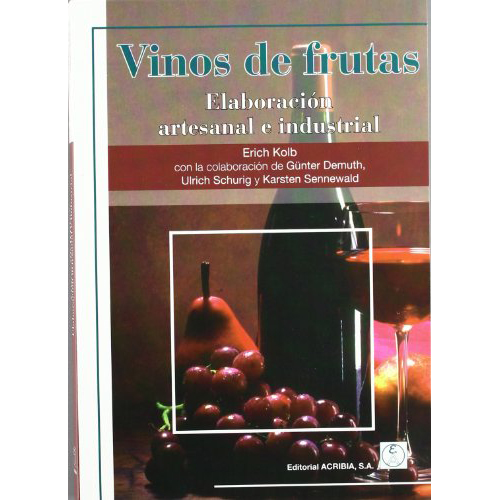 Vinos de frutas
Elaboración
artesanal e industrial
Erich Kolb
con la colaboración de Günter Demuth,
Ulrich Schurig y Karsten Sennewald
Editorial ACRIBIA, S.A.